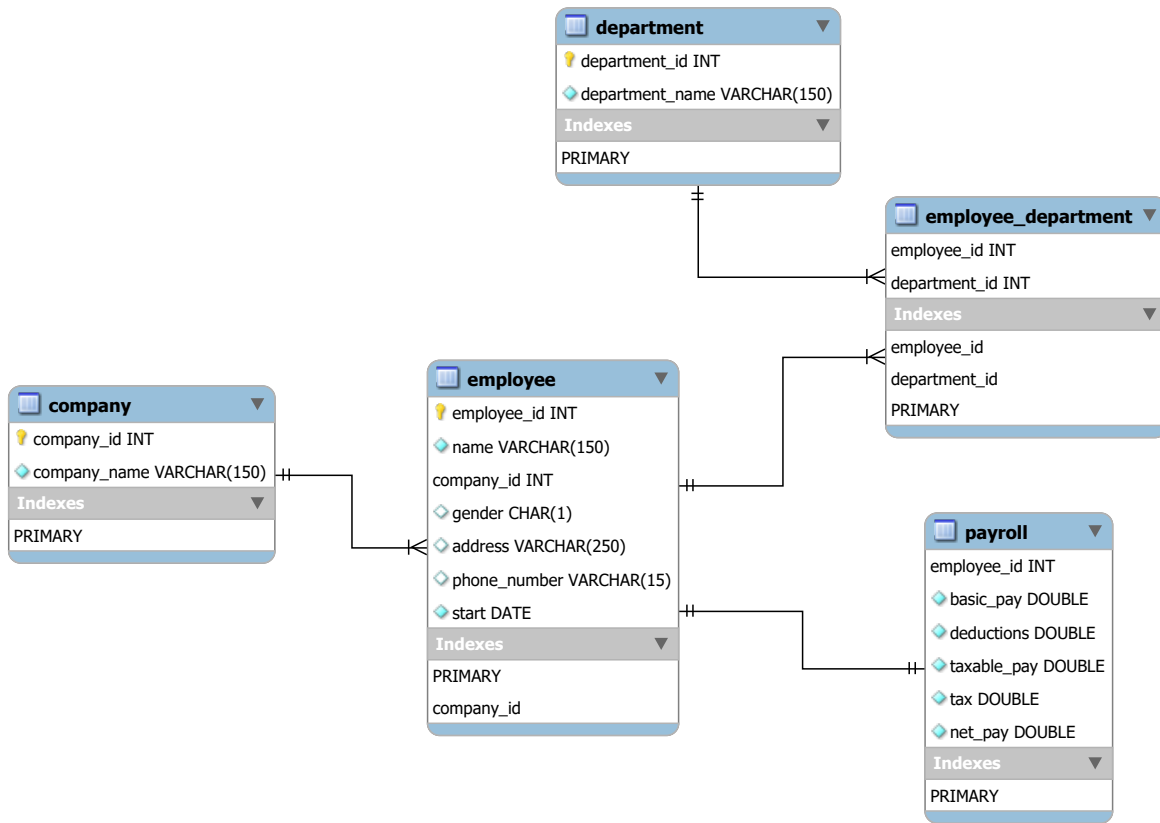 department
department_id INT
department_name VARCHAR(150)
Indexes
PRIMARY
employee_department
employee_id INT
department_id INT
Indexes
employee_id
department_id
PRIMARY
employee
employee_id INT
name VARCHAR(150)
company_id INT
gender CHAR(1)
address VARCHAR(250)
phone_number VARCHAR(15)
start DATE
Indexes
PRIMARY
company_id
company
company_id INT
company_name VARCHAR(150)
Indexes
PRIMARY
payroll
employee_id INT
basic_pay DOUBLE
deductions DOUBLE
taxable_pay DOUBLE
tax DOUBLE
net_pay DOUBLE
Indexes
PRIMARY